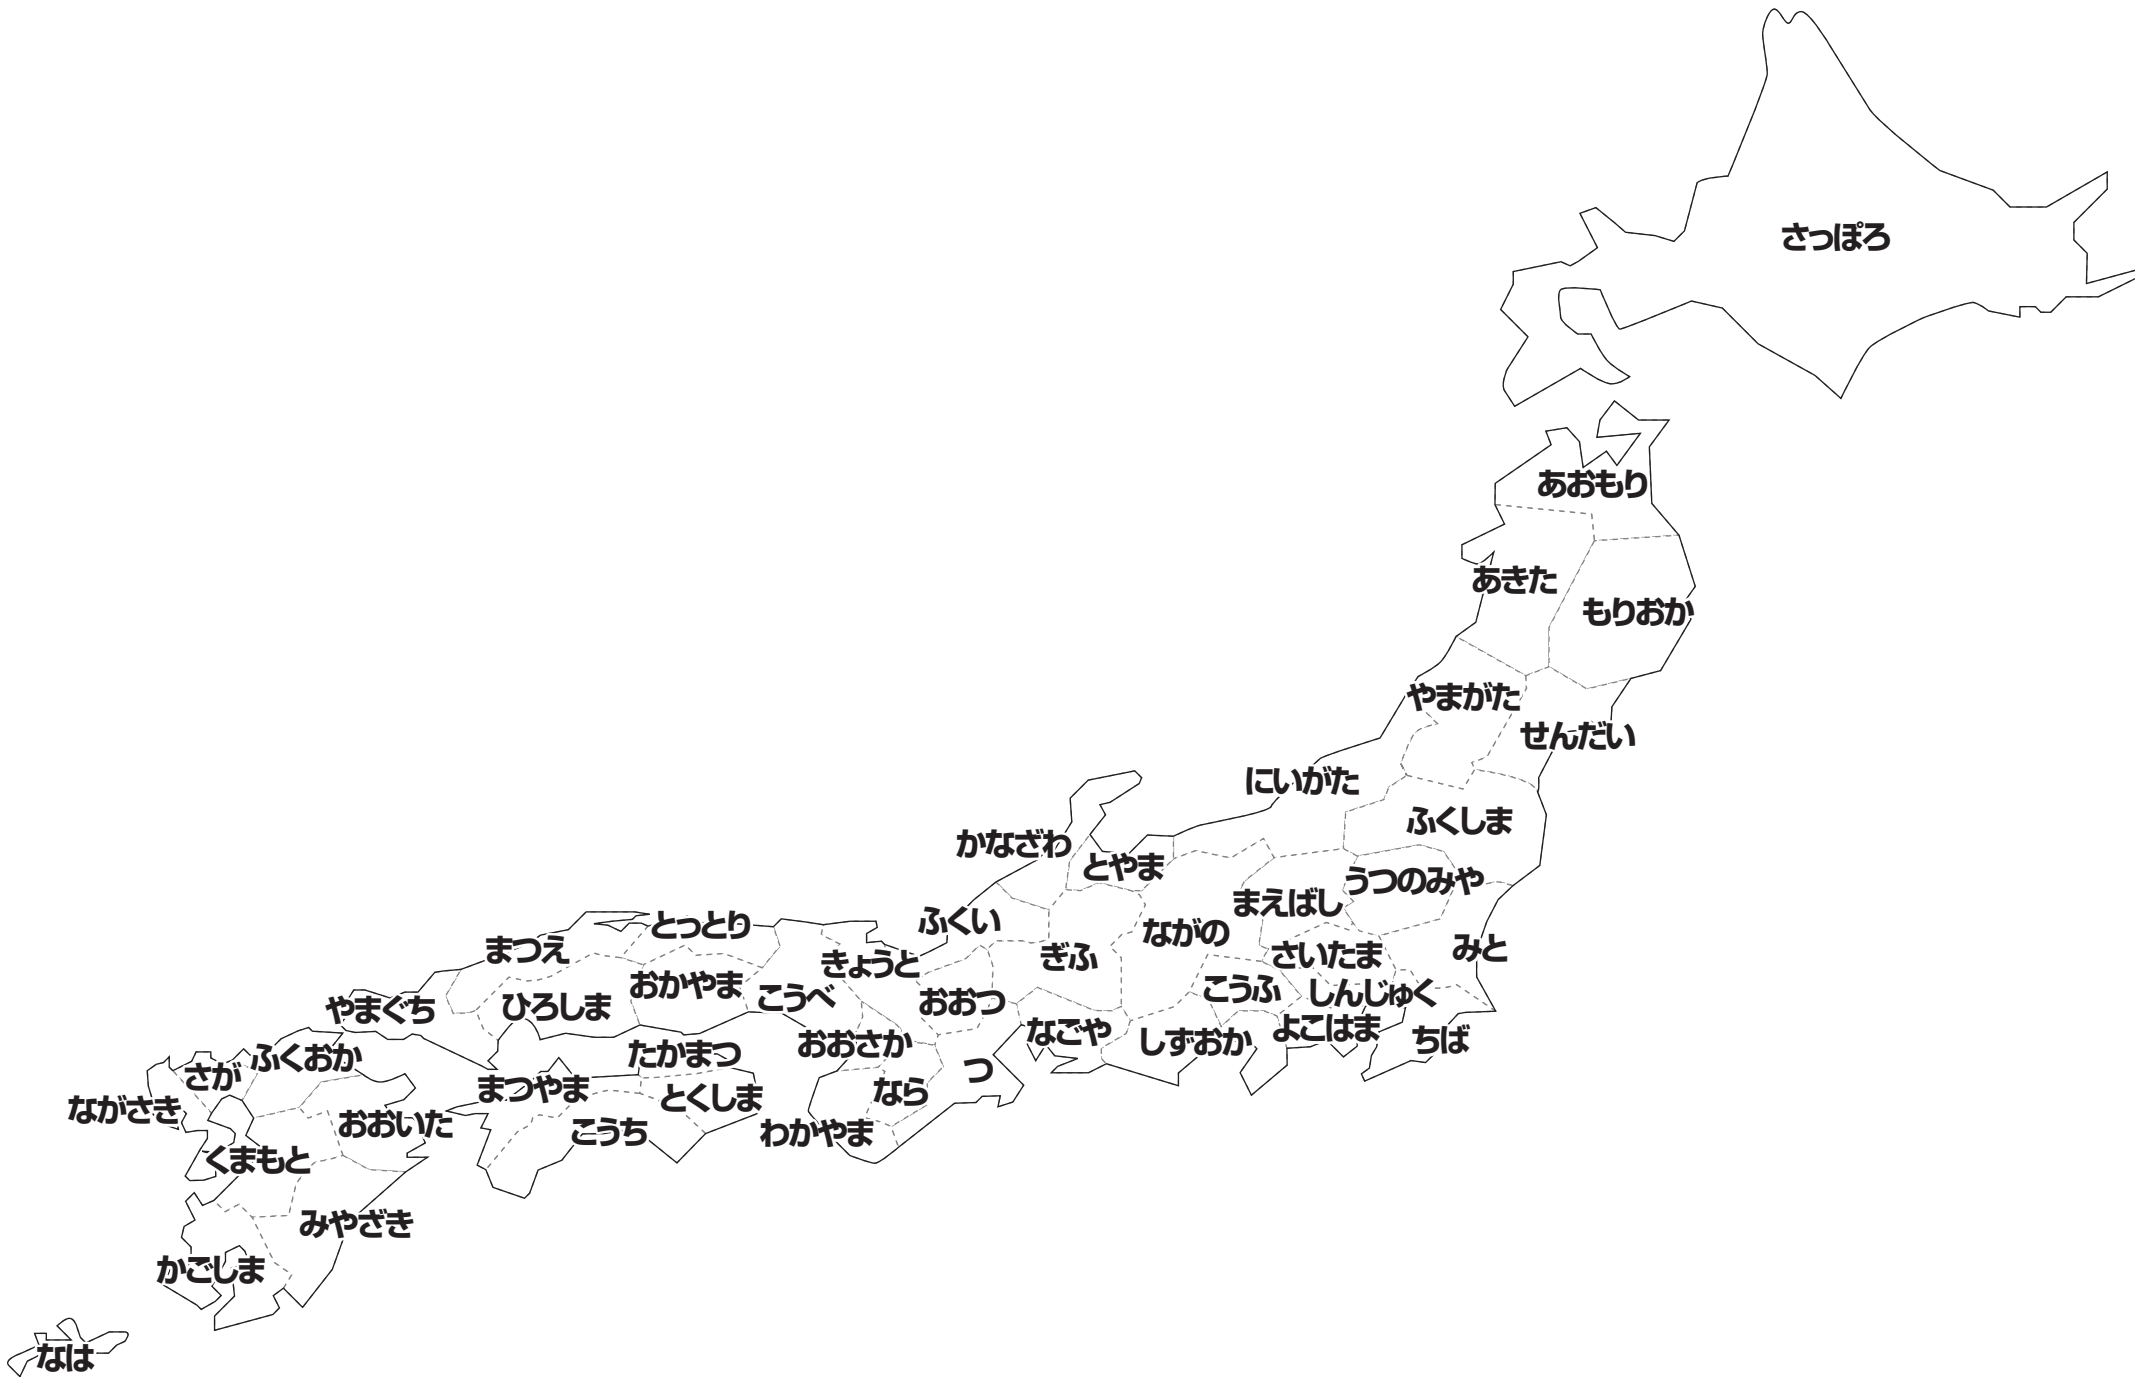 さっぽろ
あおもり
あきた
もりおか
やまがた
せんだい
にいがた
ふくしま
かなざわ
とやま
うつのみや
まえばし
ふくい
ながの
とっとり
まつえ
ぎふ
さいたま
みと
きょうと
おかやま
こうべ
おおつ
こうふ
しんじゅく
やまぐち
ひろしま
なごや
しずおか
よこはま
ちば
おおさか
たかまつ
ふくおか
さが
つ
まつやま
とくしま
なら
ながさき
おおいた
こうち
わかやま
くまもと
みやざき
かごしま
なは